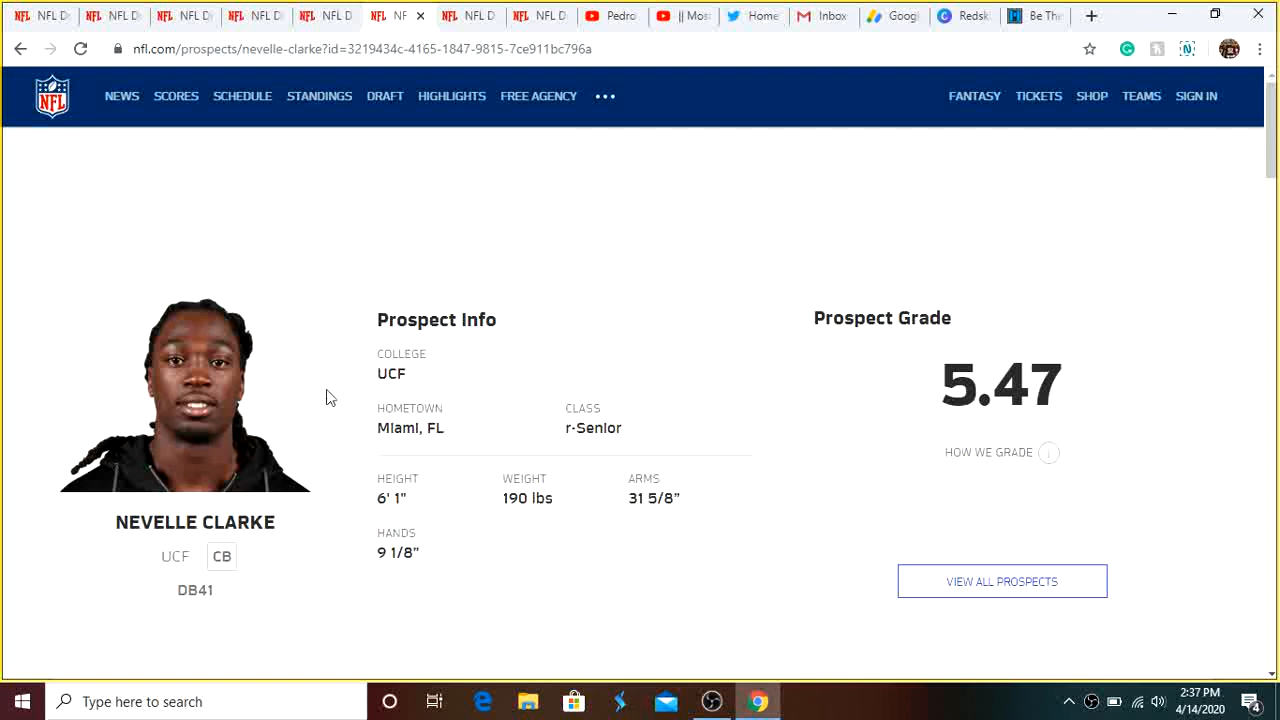 NFL D
NFL D
NFL D
NFL D
NFL D
NF
NFL D
NFL D
Pedro
|| Mosa
Home
Inbox
Googl
Redsk
Be The
nfl.com/prospects/nevelle-clarke?id=3219434c-4165-1847-9815-7ce911bc796a
NFL
NEWS SCORES SCHEDULE STANDINGS DRAFT HIGHLIGHTS FREE AGENCY
FANTASY TICKETS SHOP TEAMS SIGN IN
Prospect Info
COLLEGE
UCF
HOMETOWN CLASS
Miami, FL r-Senior
HEIGHT WEIGHT ARMS
6' 1" 190 lbs 31 5/8”
HANDS
9 1/8”
NEVELLE CLARKE
UCF CB
DB41
Prospect Grade
5.47
HOW WE GRADE
VIEW ALL PROSPECTS
Type here to search
2:37 PM
4/14/2020
4